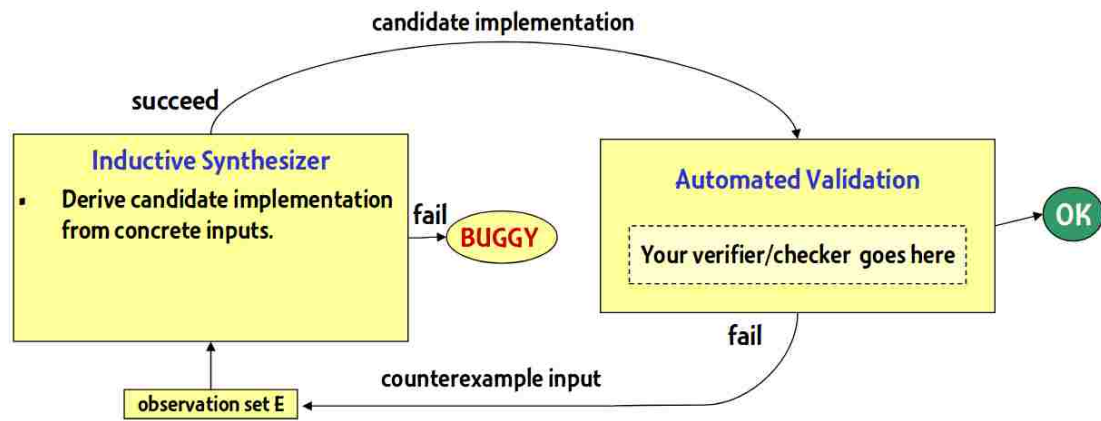 candidate implementation
succeed
Inductive Synthesizer
▪ Derive candidate implementation
from concrete inputs.
fail
BUGGY
Automated Validation
Your verifier/checker goes here
OK
fail
counterexample input
observation set E